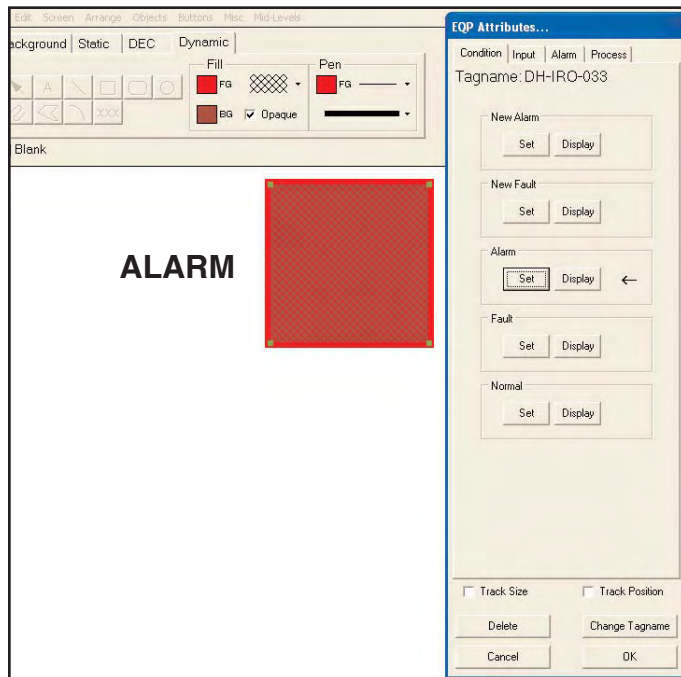 Edit Screen Arrange Objects Buttons Misc Mid-Levels
ackground Static DEC Dynamic
Fill Pen
FG FG
BG Opaque
A
XXX
Blank
ALARM
EQP Attributes...
Condition Input Alarm Process
Tagname: DH-IRO-033
New Alarm
Set Display
New Fault
Set Display
Alarm
Set Display ←
Fault
Set Display
Normal
Set Display
Track Size Track Position
Delete Change Tagname
Cancel OK